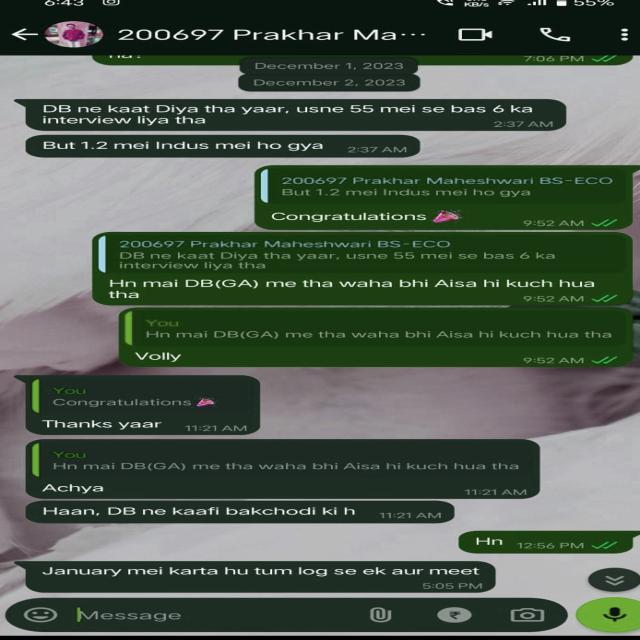 6:43
KB/s
55%
200697 Prakhar Ma...
7:06 PM
December 1, 2023
December 2, 2023
DB ne kaat Diya tha yaar, usne 55 mei se bas 6 ka
interview liya tha
2:37 AM
But 1.2 mei Indus mei ho gya 2:37 AM
200697 Prakhar Maheshwari BS-ECO
But 1.2 mei Indus mei ho gya
Congratulations 🎉
9:52 AM
200697 Prakhar Maheshwari BS-ECO
DB ne kaat Diya tha yaar, usne 55 mei se bas 6 ka
interview liya tha
Hn mai DB(GA) me tha waha bhi Aisa hi kuch hua
tha
9:52 AM
You
Hn mai DB(GA) me tha waha bhi Aisa hi kuch hua tha
Volly
9:52 AM
You
Congratulations 🎉
Thanks yaar 11:21 AM
You
Hn mai DB(GA) me tha waha bhi Aisa hi kuch hua tha
Achya
11:21 AM
Haan, DB ne kaafi bakchodi ki h 11:21 AM
Hn 12:56 PM
January mei karta hu tum log se ek aur meet
5:05 PM
Message